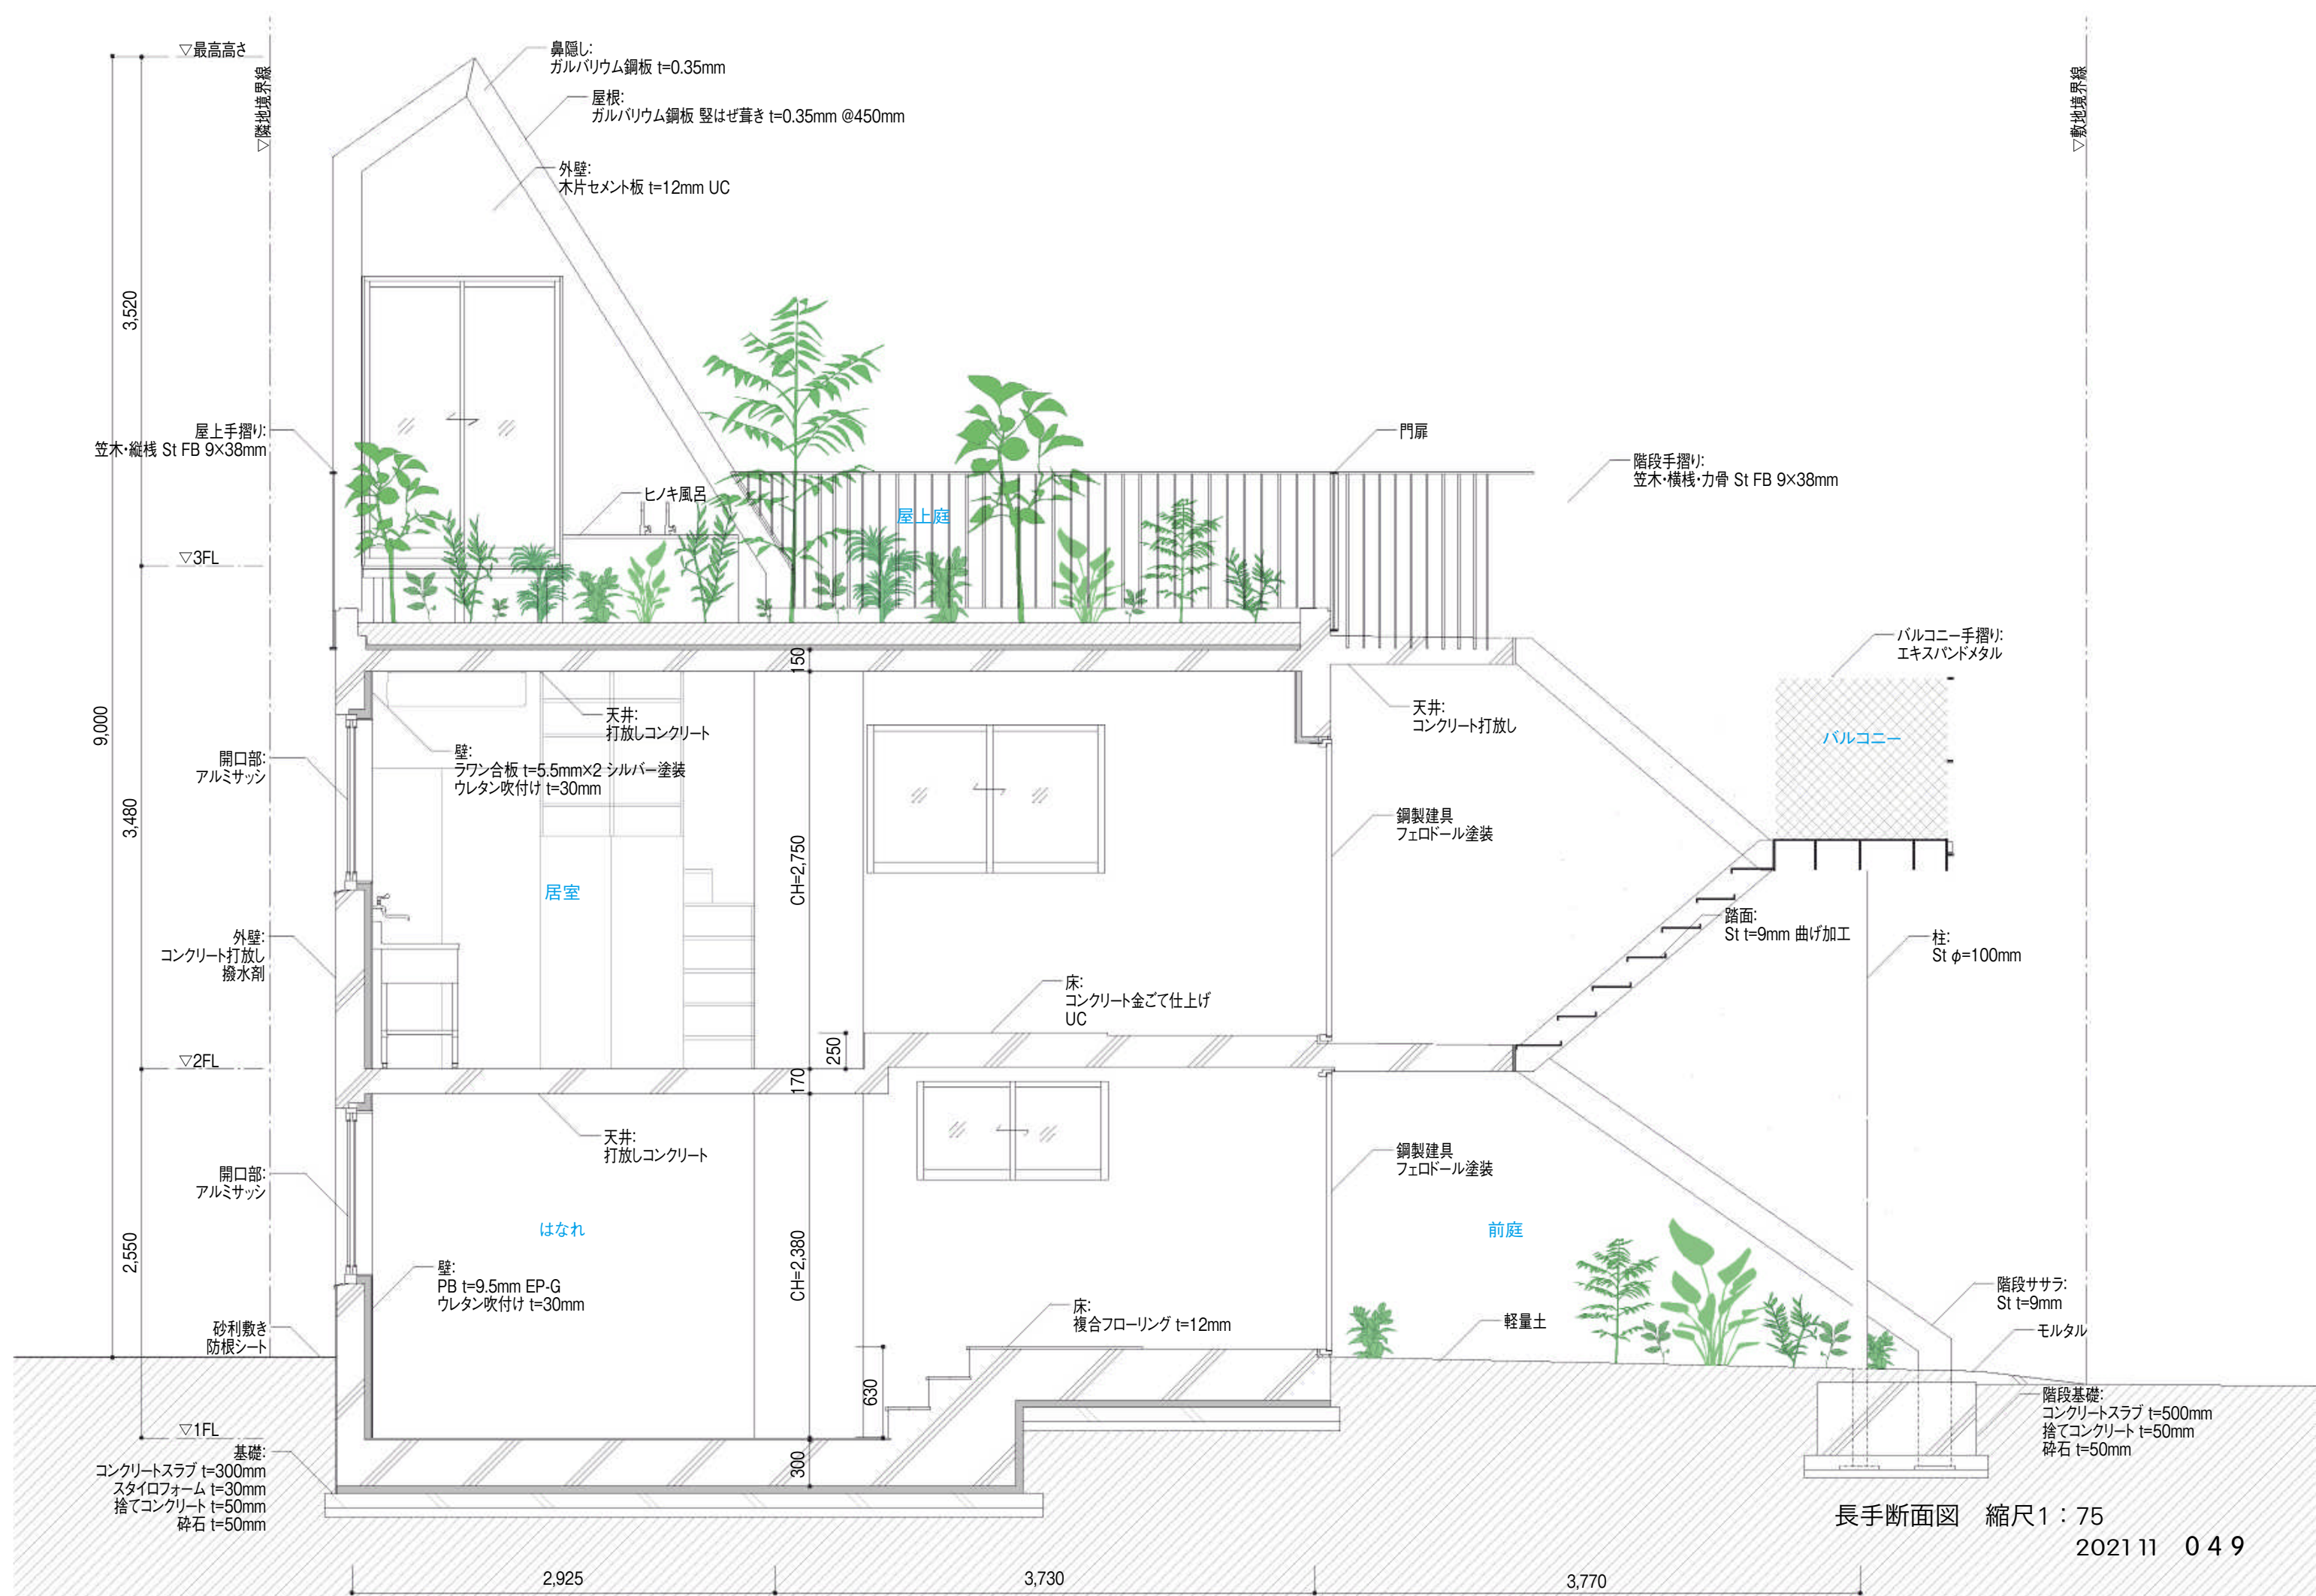 ▽最高高さ
▽隣地境界線
▽敷地境界線
鼻隠し:
ガルバリウム鋼板 t=0.35mm
屋根:
ガルバリウム鋼板 竪はぜ葺き t=0.35mm @450mm
外壁:
木片セメント板 t=12mm UC
3,520
屋上手摺り:
笠木・縦桟 St FB 9×38mm
門扉
階段手摺り:
笠木・横桟・力骨 St FB 9×38mm
ヒノキ風呂
屋上庭
▽3FL
バルコニー手摺り:
エキスパンドメタル
150
9,000
天井:
打放しコンクリート
天井:
コンクリート打放し
バルコニー
壁:
ラワン合板 t=5.5mm×2 シルバー塗装
ウレタン吹付け t=30mm
開口部:
アルミサッシ
3,480
鋼製建具
フェロドール塗装
CH=2,750
居室
踏面:
St t=9mm 曲げ加工
柱:
St φ=100mm
外壁:
コンクリート打放し
撥水剤
床:
コンクリート金ごて仕上げ
UC
250
▽2FL
170
天井:
打放しコンクリート
鋼製建具
フェロドール塗装
開口部:
アルミサッシ
はなれ
前庭
2,550
CH=2,380
壁:
PB t=9.5mm EP-G
ウレタン吹付け t=30mm
階段ササラ:
St t=9mm
床:
複合フローリング t=12mm
軽量土
モルタル
砂利敷き
防根シート
630
▽1FL
階段基礎:
コンクリートスラブ t=500mm
捨てコンクリート t=50mm
砕石 t=50mm
基礎:
コンクリートスラブ t=300mm
スタイロフォーム t=30mm
捨てコンクリート t=50mm
砕石 t=50mm
300
長手断面図 縮尺1：75
2021 11 049
2,925
3,730
3,770